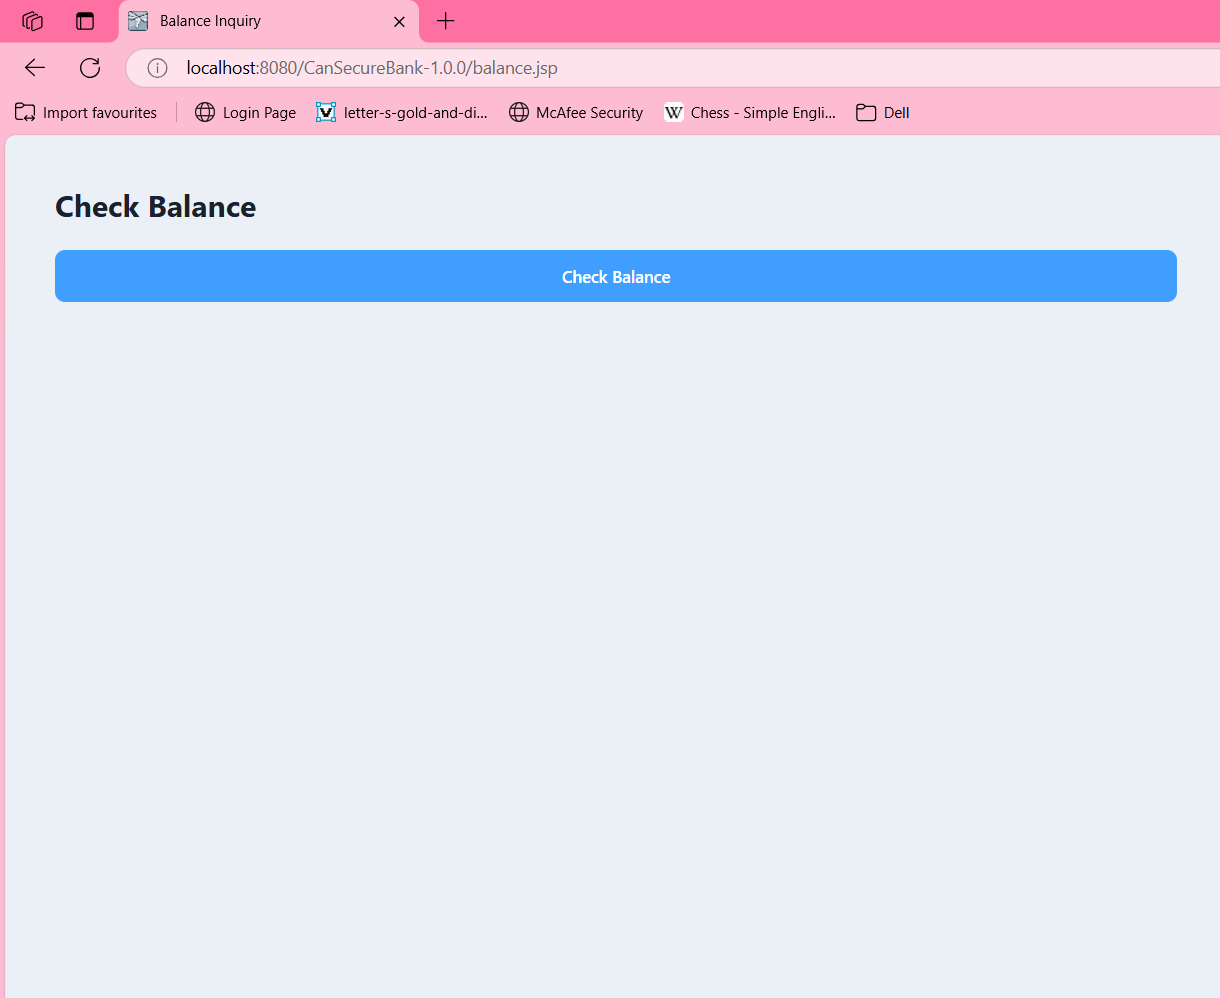 Balance Inquiry
localhost:8080/CanSecureBank-1.0.0/balance.jsp
Import favourites Login Page letter-s-gold-and-di... McAfee Security W Chess - Simple Engli... Dell
Check Balance
Check Balance